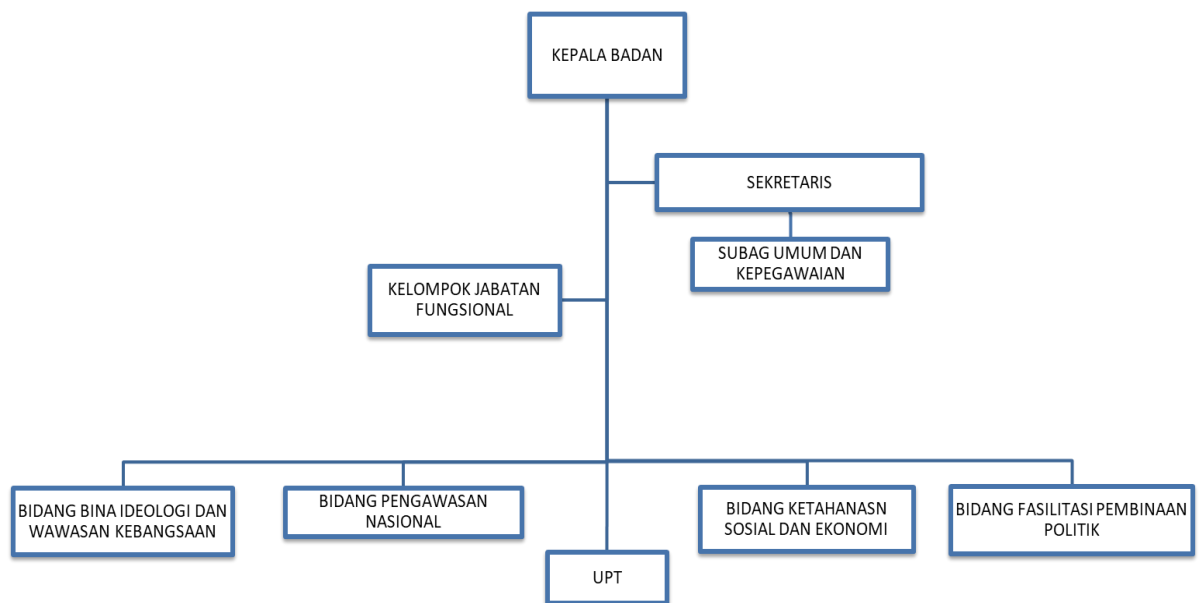 KEPALA BADAN
SEKRETARIS
SUBAG UMUM DAN
KEPEGAWAIAN
KELOMPOK JABATAN
FUNGSIONAL
BIDANG BINA IDEOLOGI DAN
WAWASAN KEBANGSAAN
BIDANG PENGAWASAN
NASIONAL
BIDANG KETAHANASN
SOSIAL DAN EKONOMI
BIDANG FASILITASI PEMBINAAN
POLITIK
UPT